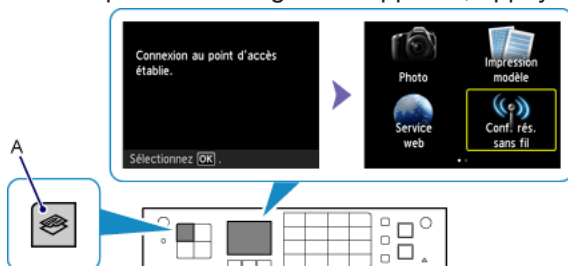 Connexion au point d'accès
établie.
Sélectionnez OK .
Photo
Impression
modèle
Service
web
Conf. rés.
sans fil
A